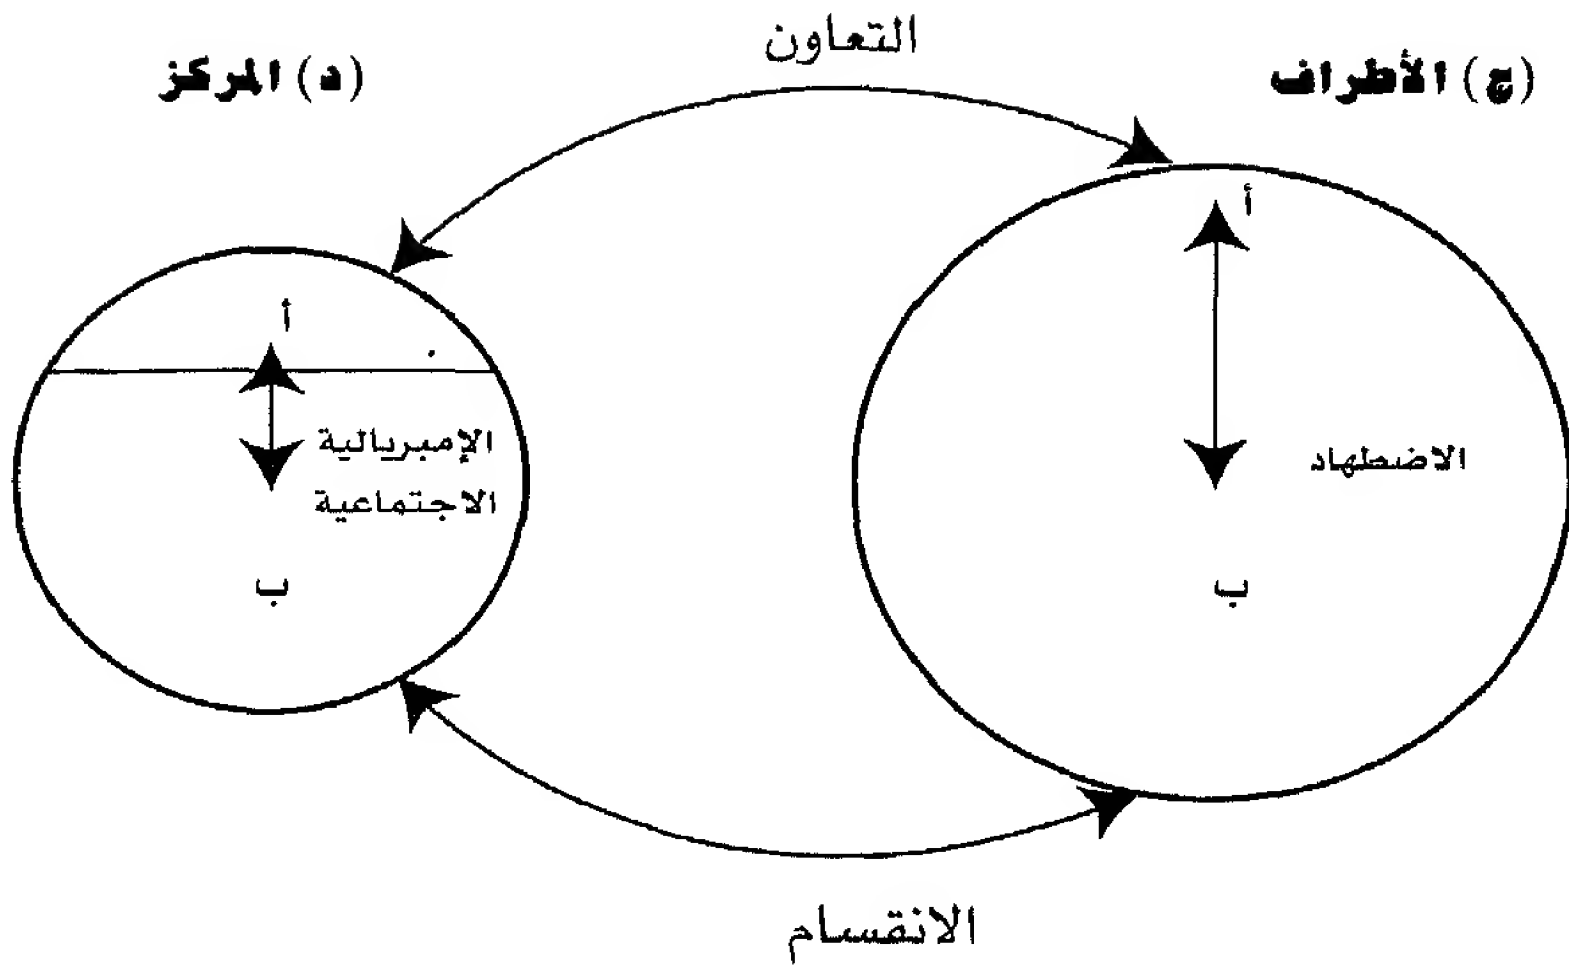 التعاون
(ج) الأطراف
(د) المركز
أ
أ
الإمبريالية
الاجتماعية
الاضطهاد
ب
ب
الانقسام